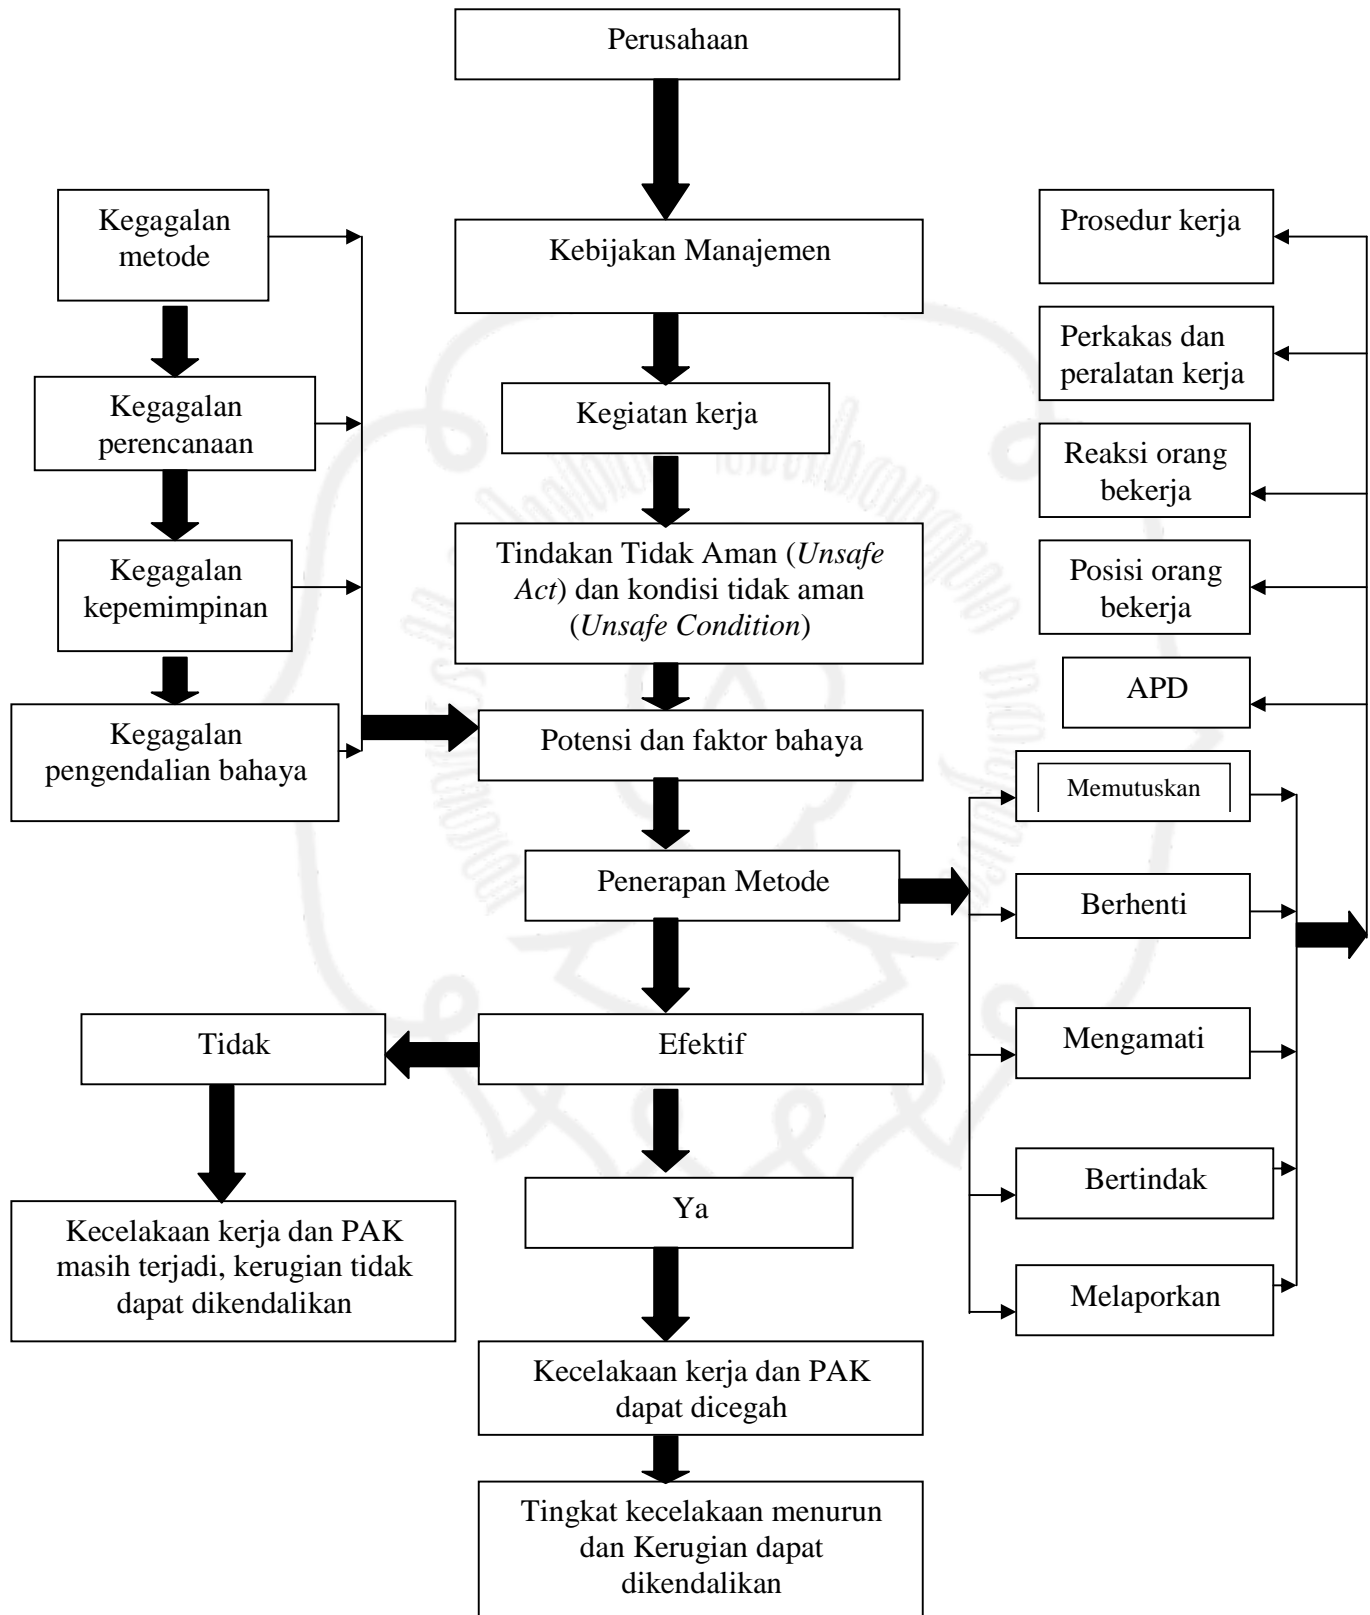 Perusahaan
Kebijakan Manajemen
Kegiatan kerja
Tindakan Tidak Aman (Unsafe
Act) dan kondisi tidak aman
(Unsafe Condition)
Potensi dan faktor bahaya
Penerapan Metode
Efektif
Ya
Kecelakaan kerja dan PAK
dapat dicegah
Tingkat kecelakaan menurun
dan Kerugian dapat
dikendalikan
Kegagalan
metode
Kegagalan
perencanaan
Kegagalan
kepemimpinan
Kegagalan
pengendalian bahaya
Tidak
Kecelakaan kerja dan PAK
masih terjadi, kerugian tidak
dapat dikendalikan
Prosedur kerja
Perkakas dan
peralatan kerja
Reaksi orang
bekerja
Posisi orang
bekerja
APD
Memutuskan
Berhenti
Mengamati
Bertindak
Melaporkan